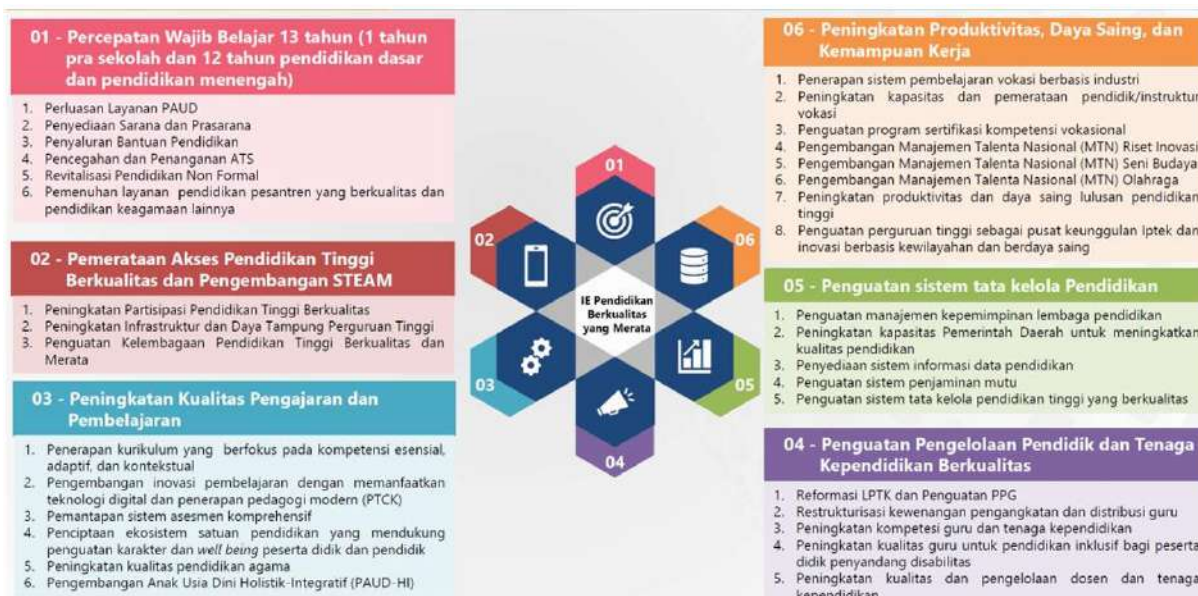 01 - Percepatan Wajib Belajar 13 tahun (1 tahun
pra sekolah dan 12 tahun pendidikan dasar
dan pendidikan menengah)
1. Perluasan Layanan PAUD
2. Penyediaan Sarana dan Prasarana
3. Penyaluran Bantuan Pendidikan
4. Pencegahan dan Penanganan ATS
5. Revitalisasi Pendidikan Non Formal
6. Pemenuhan layanan pendidikan pesantren yang berkualitas dan
pendidikan keagamaan lainnya
02 - Pemerataan Akses Pendidikan Tinggi
Berkualitas dan Pengembangan STEAM
1. Peningkatan Partisipasi Pendidikan Tinggi Berkualitas
2. Peningkatan Infrastruktur dan Daya Tampung Perguruan Tinggi
3. Penguatan Kelembagaan Pendidikan Tinggi Berkualitas dan
Merata
03 - Peningkatan Kualitas Pengajaran dan
Pembelajaran
1. Penerapan kurikulum yang berfokus pada kompetensi esensial,
adaptif, dan kontekstual
2. Pengembangan inovasi pembelajaran dengan memanfaatkan
teknologi digital dan penerapan pedagogi modern (PTCK)
3. Pemantapan sistem asesmen komprehensif
4. Penciptaan ekosistem satuan pendidikan yang mendukung
penguatan karakter dan well being peserta didik dan pendidik
5. Peningkatan kualitas pendidikan agama
6. Pengembangan Anak Usia Dini Holistik-Integratif (PAUD-HI)
01
02
06
IE Pendidikan
Berkualitas
yang Merata
03
05
04
06 - Peningkatan Produktivitas, Daya Saing, dan
Kemampuan Kerja
1. Penerapan sistem pembelajaran vokasi berbasis industri
2. Peningkatan kapasitas dan pemerataan pendidik/instruktur
vokasi
3. Penguatan program sertifikasi kompetensi vokasional
4. Pengembangan Manajemen Talenta Nasional (MTN) Riset Inovasi
5. Pengembangan Manajemen Talenta Nasional (MTN) Seni Budaya
6. Pengembangan Manajemen Talenta Nasional (MTN) Olahraga
7. Peningkatan produktivitas dan daya saing lulusan pendidikan
tinggi
8. Penguatan perguruan tinggi sebagai pusat keunggulan Iptek dan
inovasi berbasis kewilayahan dan berdaya saing
05 - Penguatan sistem tata kelola Pendidikan
1. Penguatan manajemen kepemimpinan lembaga pendidikan
2. Peningkatan kapasitas Pemerintah Daerah untuk meningkatkan
kualitas pendidikan
3. Penyediaan sistem informasi data pendidikan
4. Penguatan sistem penjaminan mutu
5. Penguatan sistem tata kelola pendidikan tinggi yang berkualitas
04 - Penguatan Pengelolaan Pendidik dan Tenaga
Kependidikan Berkualitas
1. Reformasi LPTK dan Penguatan PPG
2. Restrukturisasi kewenangan pengangkatan dan distribusi guru
3. Peningkatan kompetesi guru dan tenaga kependidikan
4. Peningkatan kualitas guru untuk pendidikan inklusif bagi peserta
didik penyandang disabilitas
5. Peningkatan kualitas dan pengelolaan dosen dan tenaga
kependidikan